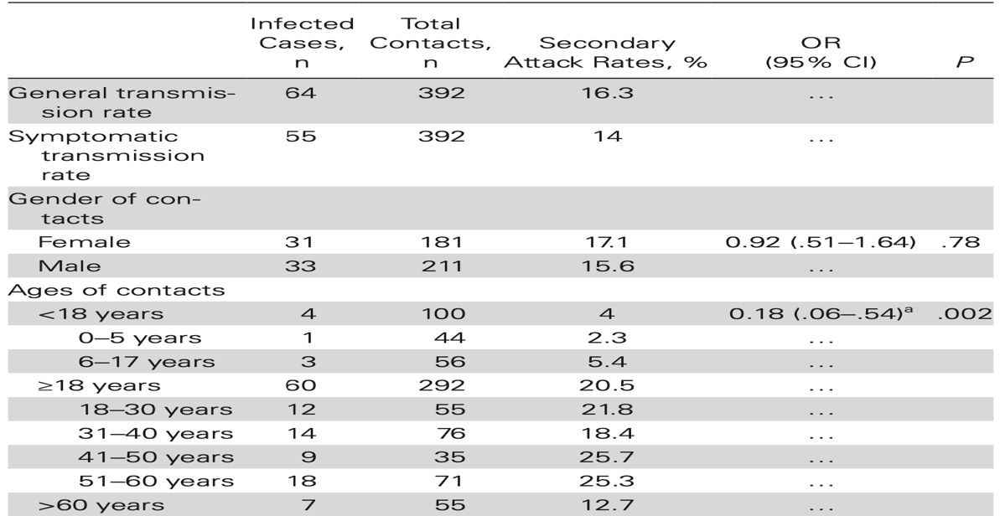 Infected Cases, n Total Contacts, n Secondary Attack Rates, % OR (95% CI) P
General transmis-
sion rate 64 392 16.3 ...
Symptomatic 55 392 14 ...
transmission
rate
Gender of con-
tacts
Female 31 181 17.1 0.92 (.51–1.64) .78
Male 33 211 15.6 ...
Ages of contacts
<18 years 4 100 4 0.18 (.06–.54)a .002
0–5 years 1 44 2.3 ...
6–17 years 3 56 5.4 ...
≥18 years 60 292 20.5 ...
18–30 years 12 55 21.8 ...
31–40 years 14 76 18.4 ...
41–50 years 9 35 25.7 ...
51–60 years 18 71 25.3 ...
>60 years 7 55 12.7 ...